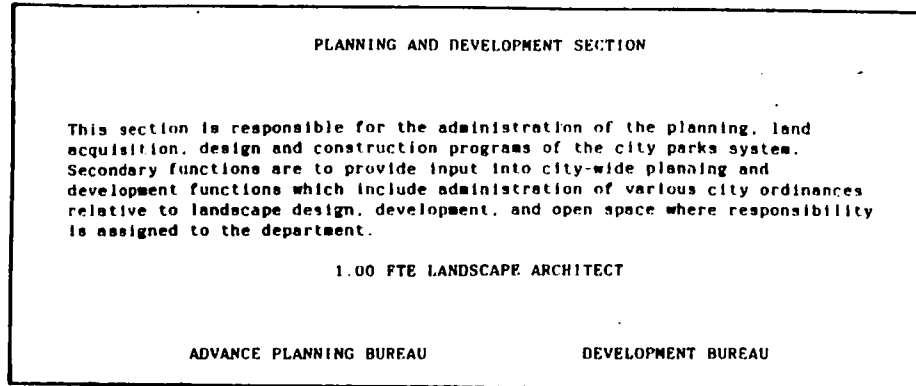 PLANNING AND DEVELOPMENT SECTION
This section is responsible for the administration of the planning, land
acquisition, design and construction programs of the city parks system.
Secondary functions are to provide input into city-wide planning and
development functions which include administration of various city ordinances
relative to landscape design, development, and open space where responsibility
is assigned to the department.
1.00 FTE LANDSCAPE ARCHITECT
ADVANCE PLANNING BUREAU DEVELOPMENT BUREAU